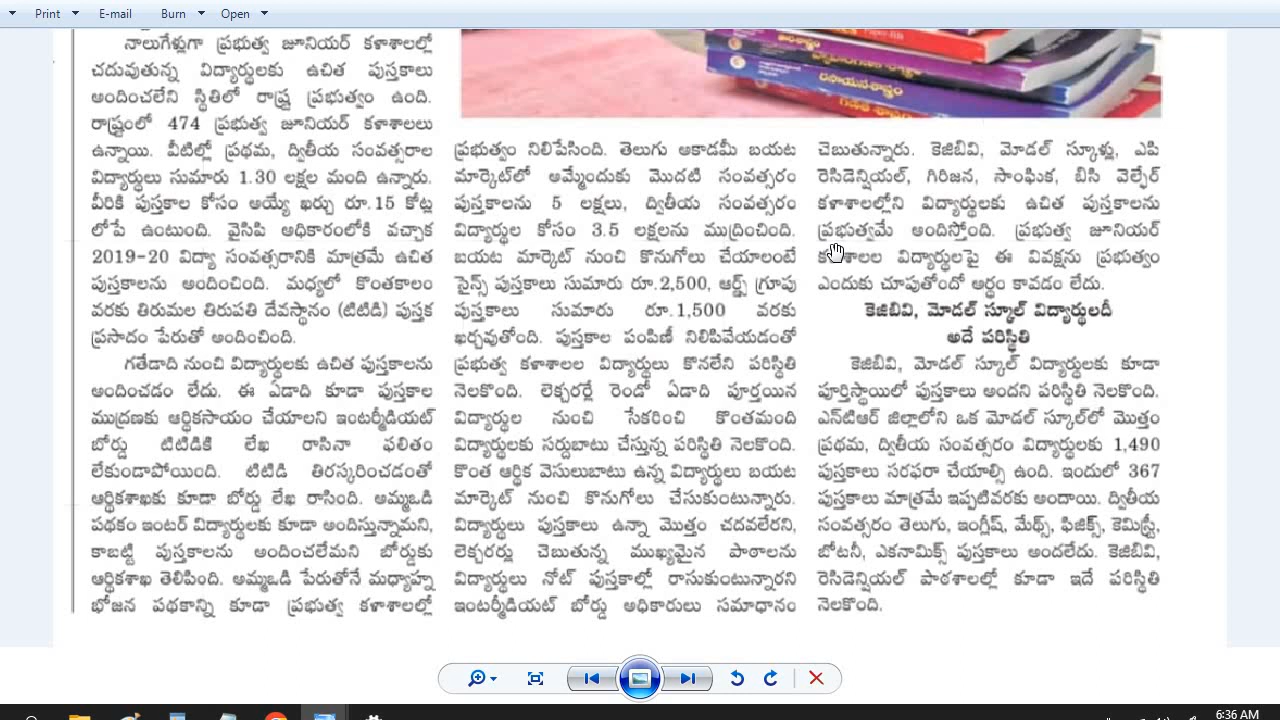 Print
E-mail
Burn
Open
నాలుగేళ్లుగా ప్రభుత్వ జూనియర్ కళాశాలల్లో
చదువుతున్న విద్యార్థులకు ఉచిత పుస్తకాలు
అందించలేని స్థితిలో రాష్ట్ర ప్రభుత్వం ఉంది.
రాష్ట్రంలో 474 ప్రభుత్వ జూనియర్ కళాశాలలు
ఉన్నాయి. వీటిల్లో ప్రథమ, ద్వితీయ సంవత్సరాల
విద్యార్థులు సుమారు 1.30 లక్షల మంది ఉన్నారు.
వీరికి పుస్తకాల కోసం అయ్యే ఖర్చు రూ.15 కోట్ల
లోపే ఉంటుంది. వైసిపి అధికారంలోకి వచ్చాక
2019-20 విద్యా సంవత్సరానికి మాత్రమే ఉచిత
పుస్తకాలను అందించింది. మధ్యలో కొంతకాలం
వరకు తిరుమల తిరుపతి దేవస్థానం (టిటిడి) పుస్తక
ప్రసాదం పేరుతో అందించింది.
గతేడాది నుంచి విద్యార్థులకు ఉచిత పుస్తకాలను
అందించడం లేదు. ఈ ఏడాది కూడా పుస్తకాల
ముద్రణకు ఆర్థికసాయం చేయాలని ఇంటర్మీడియట్
బోర్డు టిటిడికి లేఖ రాసినా ఫలితం
లేకుండాపోయింది. టిటిడి తిరస్కరించడంతో
ఆర్థికశాఖకు కూడా బోర్డు లేఖ రాసింది. అమ్మఒడి
పథకం ఇంటర్ విద్యార్థులకు కూడా అందిస్తున్నామని,
కాబట్టి పుస్తకాలను అందించలేమని బోర్డుకు
ఆర్థికశాఖ తెలిపింది. అమ్మఒడి పేరుతోనే మధ్యాహ్న
భోజన పథకాన్ని కూడా ప్రభుత్వ కళాశాలల్లో
ప్రభుత్వం నిలిపేసింది. తెలుగు అకాడమీ బయట
మార్కెట్‌లో అమ్మేందుకు మొదటి సంవత్సరం
పుస్తకాలను 5 లక్షలు, ద్వితీయ సంవత్సరం
విద్యార్థుల కోసం 3.5 లక్షలను ముద్రించింది.
బయట మార్కెట్ నుంచి కొనుగోలు చేయాలంటే
సైన్స్ పుస్తకాలు సుమారు రూ.2,500, ఆర్ట్స్ గ్రూపు
పుస్తకాలు సుమారు రూ.1,500 వరకు
ఖర్చవుతోంది. పుస్తకాల పంపిణీ నిలిపివేయడంతో
ప్రభుత్వ కళాలల విద్యార్థులు కొనలేని పరిస్థితి
నెలకొంది. లెక్చరర్లే రెండో ఏడాది పూర్తయిన
విద్యార్థుల నుంచి సేకరించి కొంతమంది
విద్యార్థులకు సర్దుబాటు చేస్తున్న పరిస్థితి నెలకొంది.
కొంత ఆర్థిక వెసులుబాటు ఉన్న విద్యార్థులు బయట
మార్కెట్ నుంచి కొనుగోలు చేసుకుంటున్నారు.
విద్యార్థులు పుస్తకాలు ఉన్నా మొత్తం చదవలేరని,
లెక్చరర్లు చెబుతున్న ముఖ్యమైన పాఠాలను
విద్యార్థులు నోట్ పుస్తకాల్లో రాసుకుంటున్నారని
ఇంటర్మీడియట్ బోర్డు అధికారులు సమాధానం
రసాయనశాస్త్రం
చెబుతున్నారు. కెజిబివి, మోడల్ స్కూళ్లు, ఎపి
రెసిడెన్షియల్, గిరిజన, సాంఘిక, బిసి వెల్ఫేర్
కళాశాలల్లోని విద్యార్థులకు ఉచిత పుస్తకాలను
ప్రభుత్వమే అందిస్తోంది. ప్రభుత్వ జూనియర్
కళాశాలల విద్యార్థులపై ఈ వివక్షను ప్రభుత్వం
ఎందుకు చూపుతోందో అర్థం కావడం లేదు.
కెజిబివి, మోడల్ స్కూల్ విద్యార్థులదీ
అదే పరిస్థితి
కెజిబివి, మోడల్ స్కూల్ విద్యార్థులకు కూడా
పూర్తిస్థాయిలో పుస్తకాలు అందని పరిస్థితి నెలకొంది.
ఎన్‌టిఆర్ జిల్లాలోని ఒక మోడల్ స్కూల్‌లో మొత్తం
ప్రథమ, ద్వితీయ సంవత్సరం విద్యార్థులకు 1,490
పుస్తకాలు సరఫరా చేయాల్సి ఉంది. ఇందులో 367
పుస్తకాలు మాత్రమే ఇప్పటివరకు అందాయి. ద్వితీయ
సంవత్సరం తెలుగు, ఇంగ్లీష్, మేథ్స్, ఫిజిక్స్, కెమిస్ట్రీ,
బోటనీ, ఎకనామిక్స్ పుస్తకాలు అందలేదు. కెజిబివి,
రెసిడెన్షియల్ పాఠశాలల్లో కూడా ఇదే పరిస్థితి
నెలకొంది.
6:36 AM